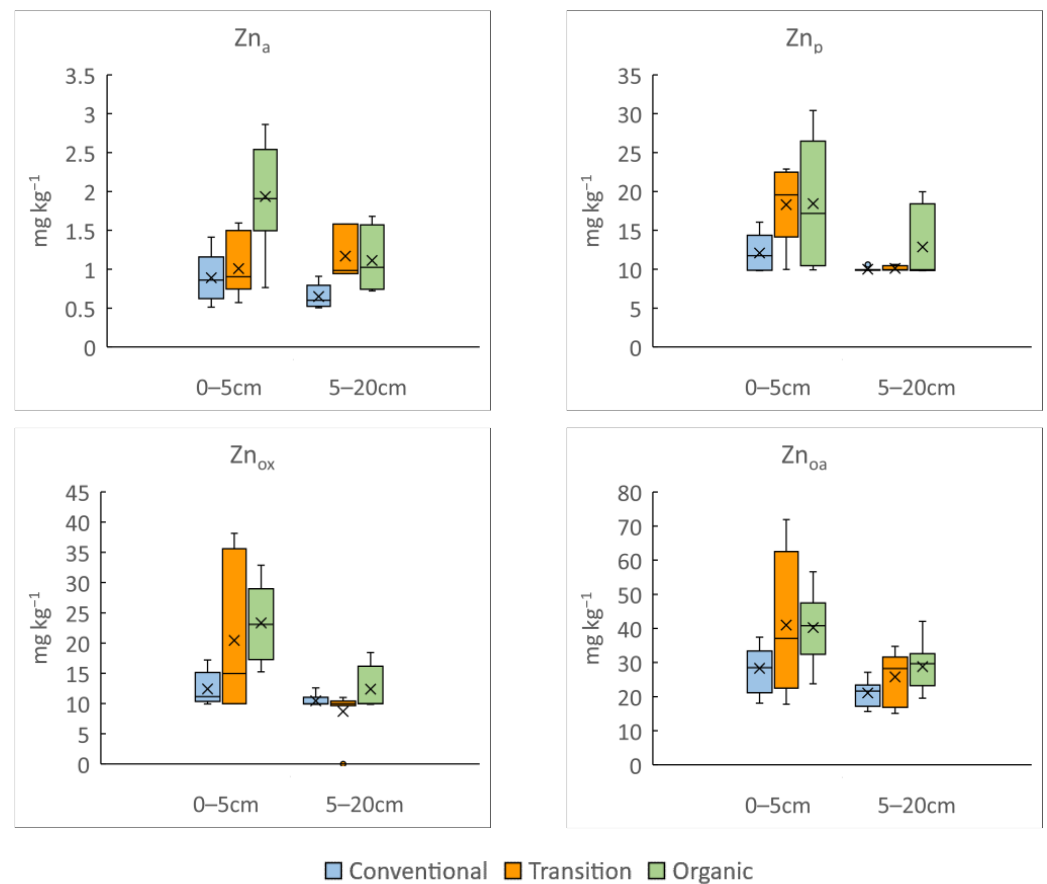 Znₐ
3.5
3
2.5
2
1.5
1
0.5
0
mg kg⁻¹
0–5cm 5–20cm
Znₚ
35
30
25
20
15
10
5
0
mg kg⁻¹
0–5cm 5–20cm
Znₒₓ
45
40
35
30
25
20
15
10
5
0
mg kg⁻¹
0–5cm 5–20cm
Znₒₐ
80
70
60
50
40
30
20
10
0
mg kg⁻¹
0–5cm 5–20cm
Conventional Transition Organic